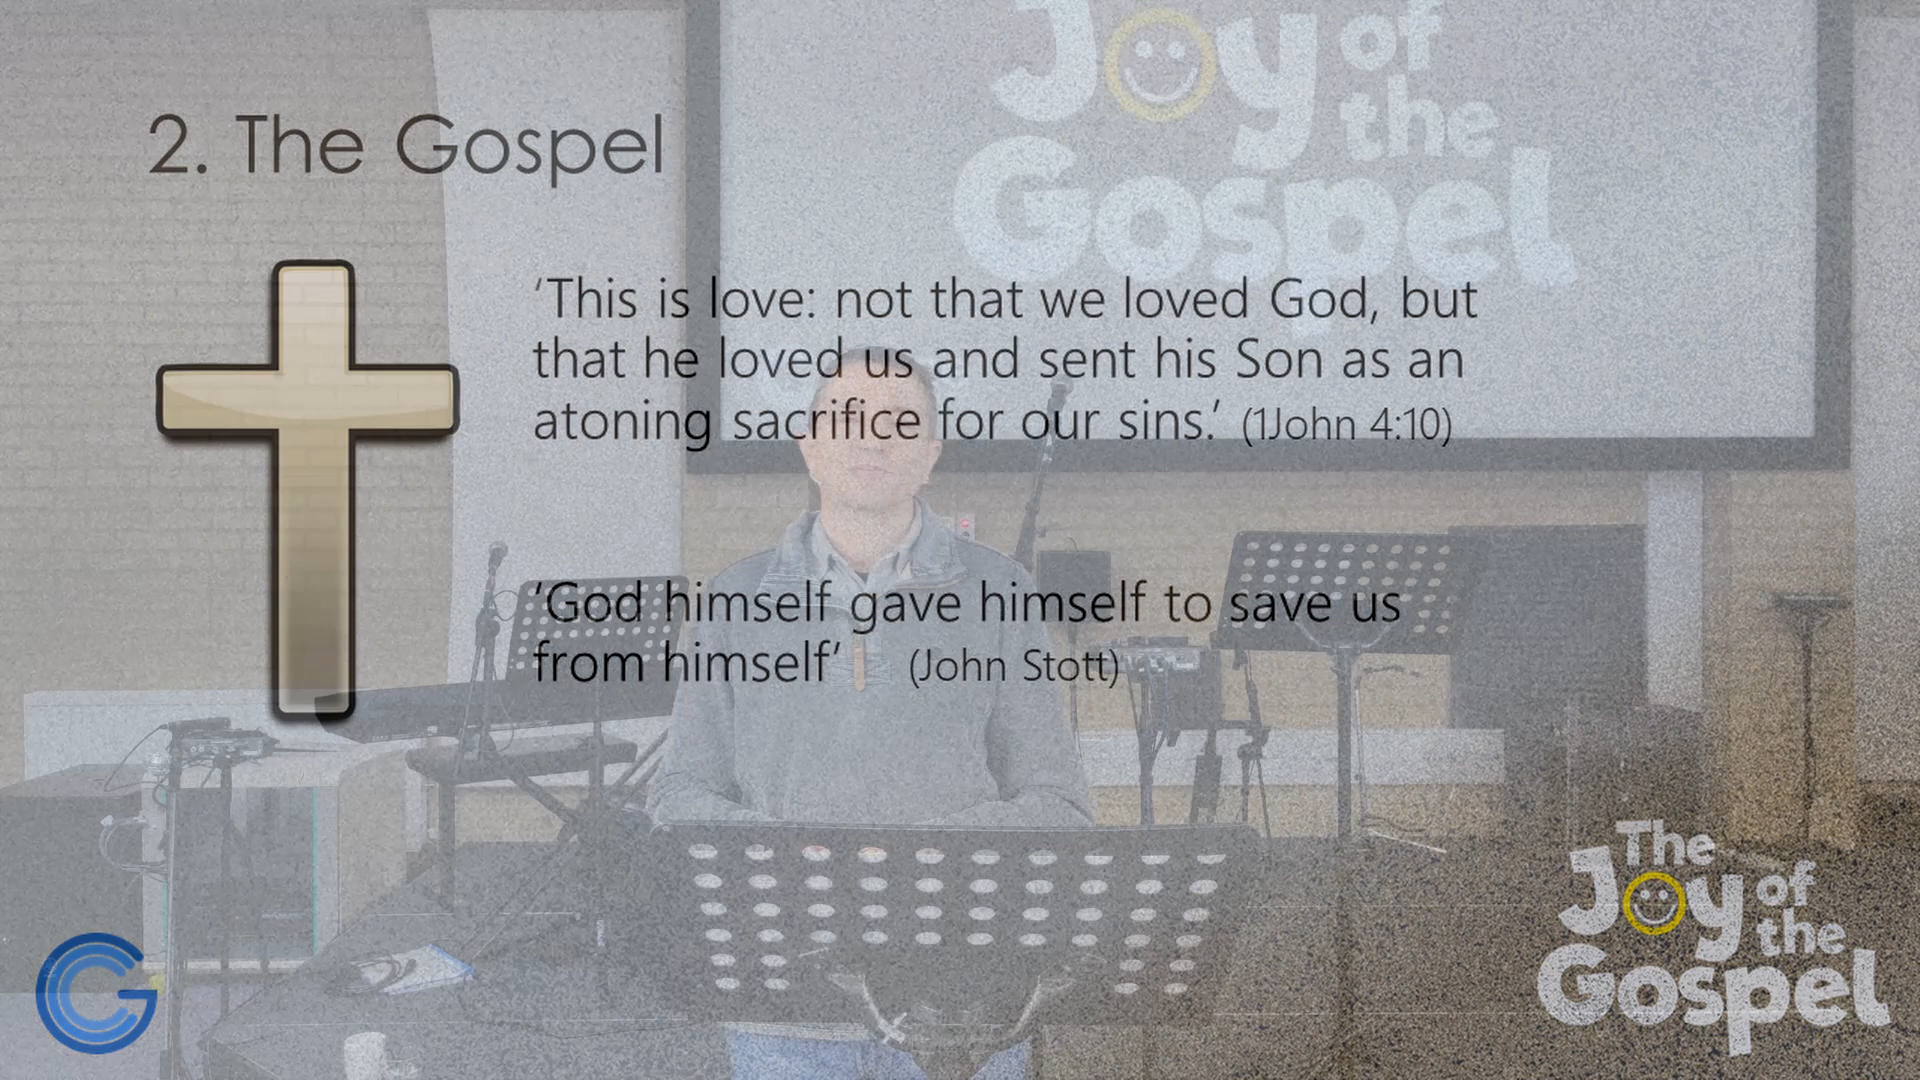 Joy of
the
Gospel
2. The Gospel
‘This is love: not that we loved God, but
that he loved us and sent his Son as an
atoning sacrifice for our sins.’ (1John 4:10)
‘God himself gave himself to save us
from himself’ (John Stott)
The
Joy of
the
Gospel